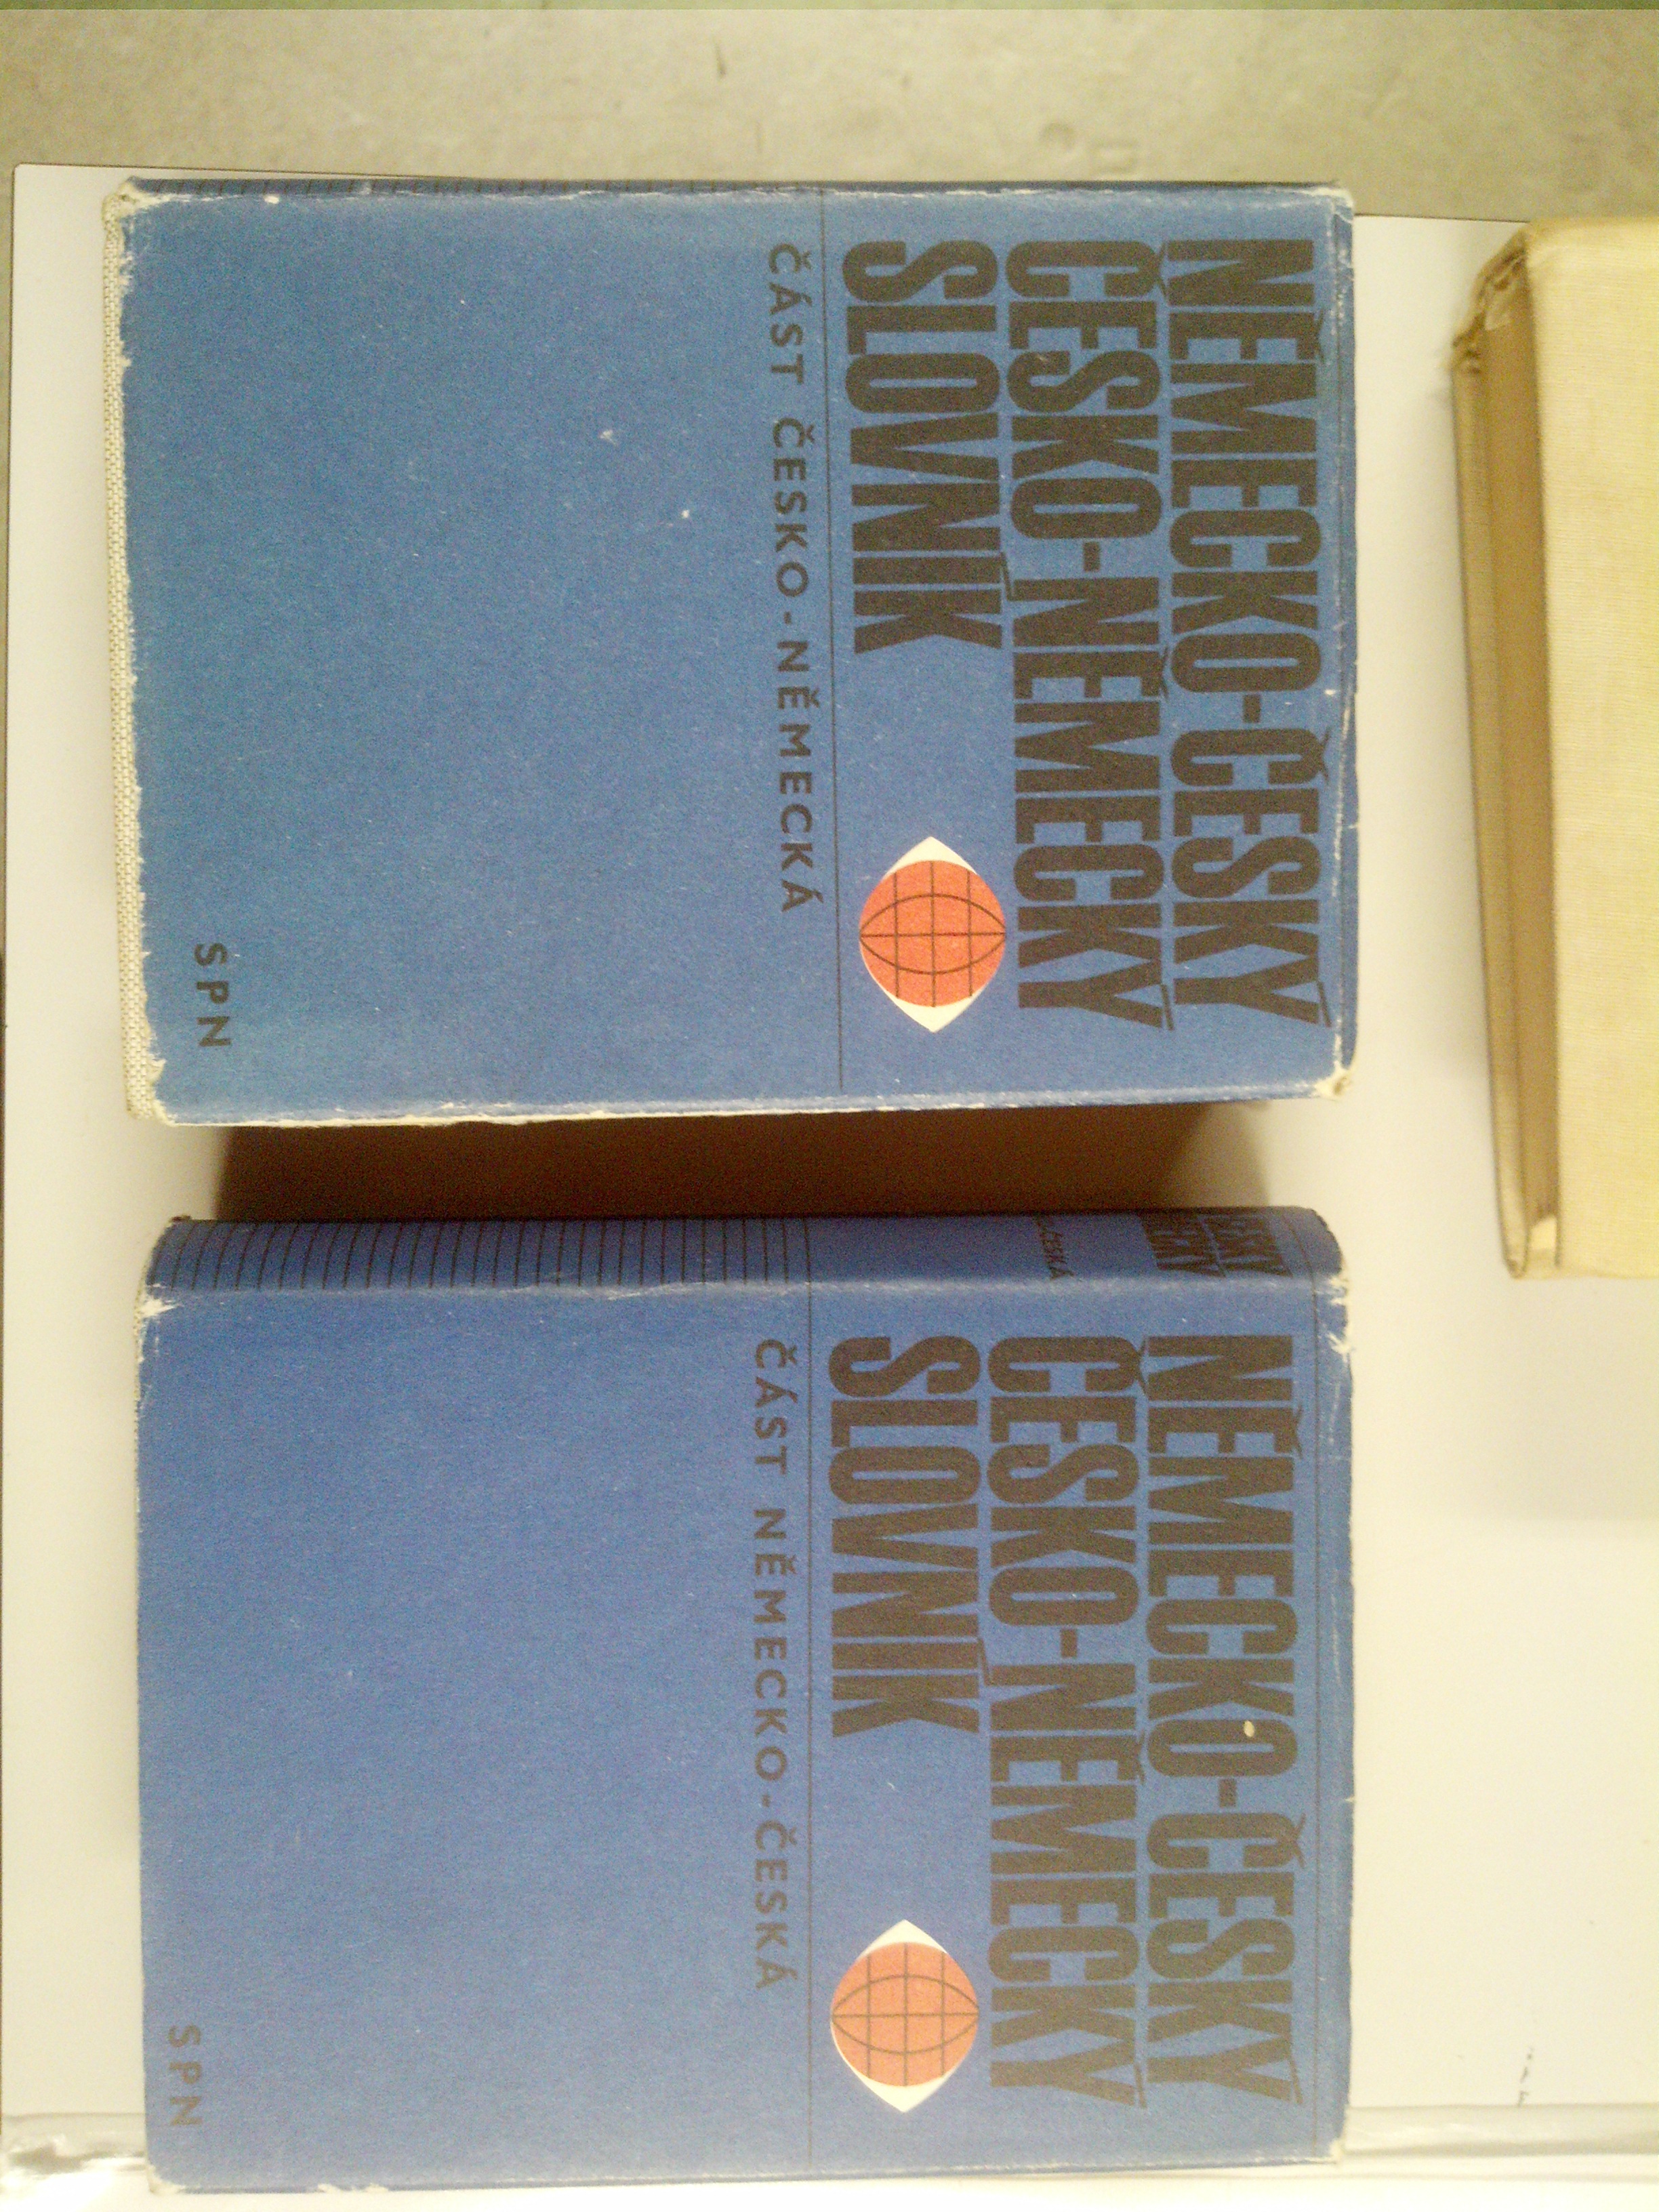 NĚMECKO-ČESKÝ
ČESKO-NĚMECKÝ
SLOVNÍK
ČÁST ČESKO-NĚMECKÁ
SPN
NĚMECKO-ČESKÝ
ČESKO-NĚMECKÝ
SLOVNÍK
ČÁST NĚMECKO-ČESKÁ
SPN